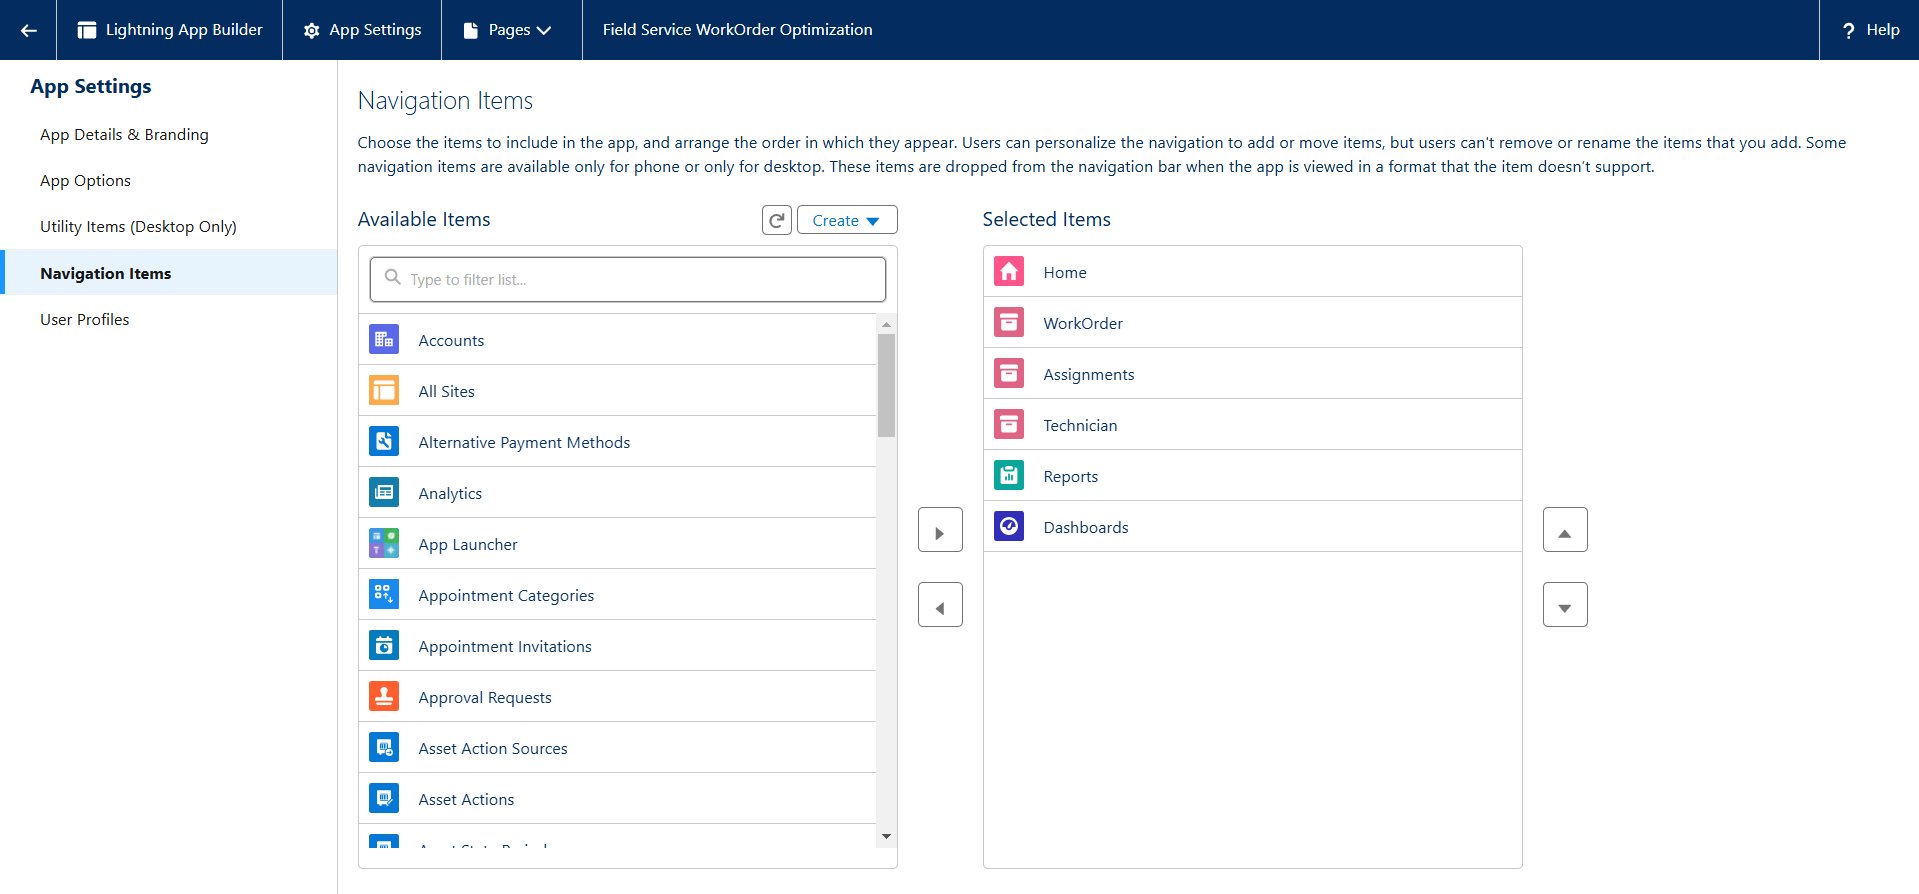 Lightning App Builder
App Settings
Pages
Field Service WorkOrder Optimization
? Help
App Settings
App Details & Branding
App Options
Utility Items (Desktop Only)
Navigation Items
User Profiles
Navigation Items
Choose the items to include in the app, and arrange the order in which they appear. Users can personalize the navigation to add or move items, but users can't remove or rename the items that you add. Some
navigation items are available only for phone or only for desktop. These items are dropped from the navigation bar when the app is viewed in a format that the item doesn't support.
Available Items
Create
Type to filter list...
Accounts
All Sites
Alternative Payment Methods
Analytics
App Launcher
Appointment Categories
Appointment Invitations
Approval Requests
Asset Action Sources
Asset Actions
Selected Items
Home
WorkOrder
Assignments
Technician
Reports
Dashboards